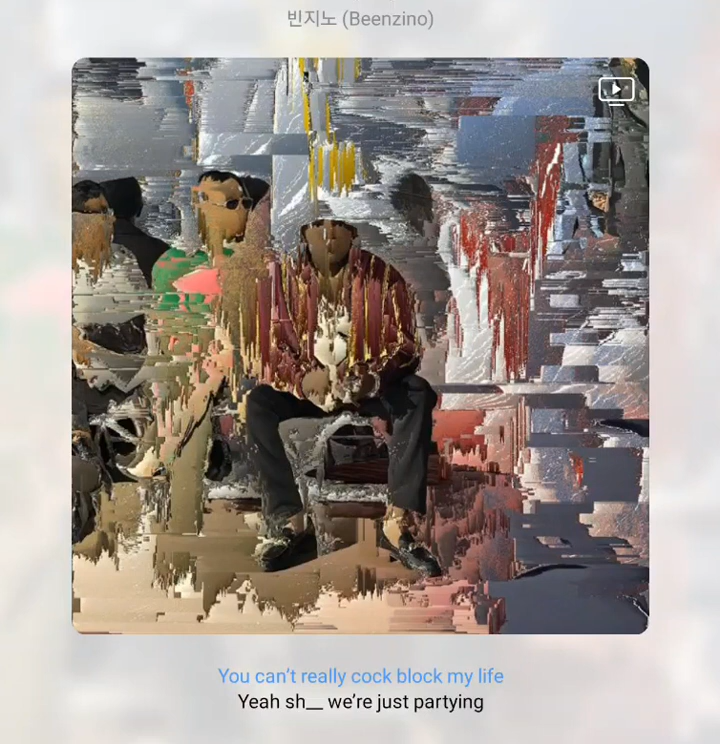 빈지노 (Beenzino)
You can’t really cock block my life
Yeah sh__ we’re just partying